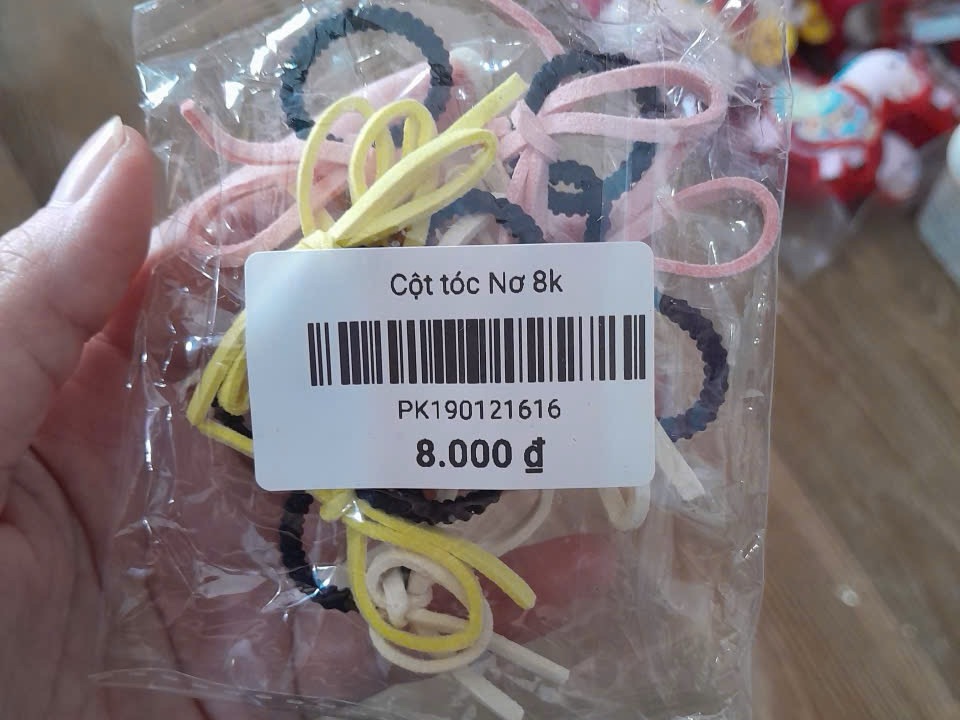 Cột tóc Nơ 8k
PK190121616
8.000 ₫